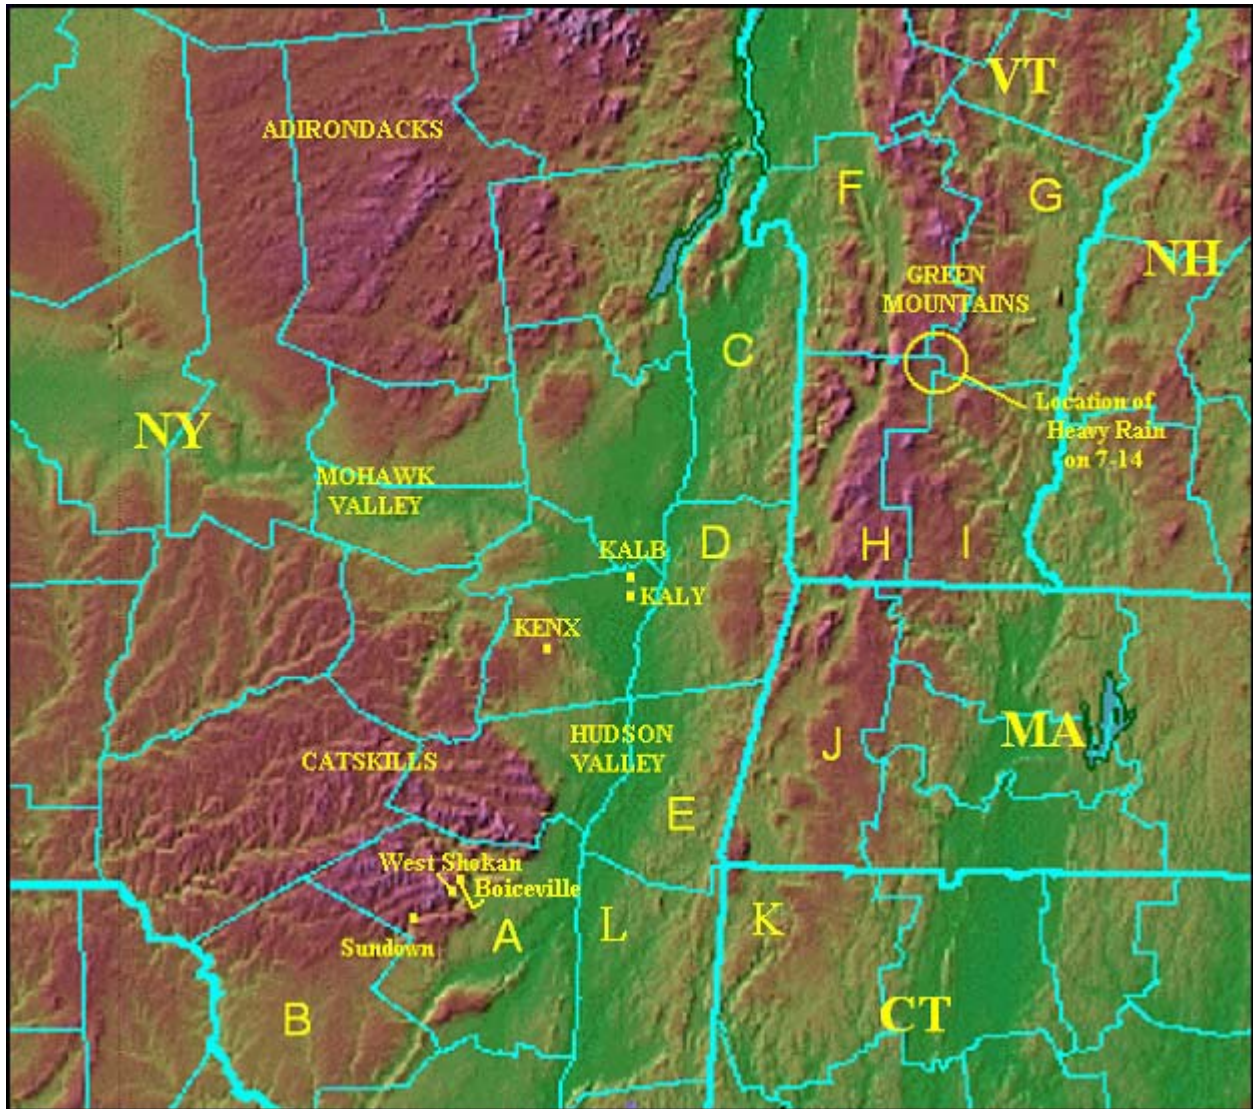 VT
ADIRONDACKS
F
G
NH
GREEN
MOUNTAINS
C
Location of
Heavy Rain
on 7-14
NY
MOHAWK
VALLEY
KALB
D
H
I
KALY
KENX
HUDSON
VALLEY
CATSKILLS
J
MA
E
West Shokan
Boiceville
A
L
K
Sundown
B
CT